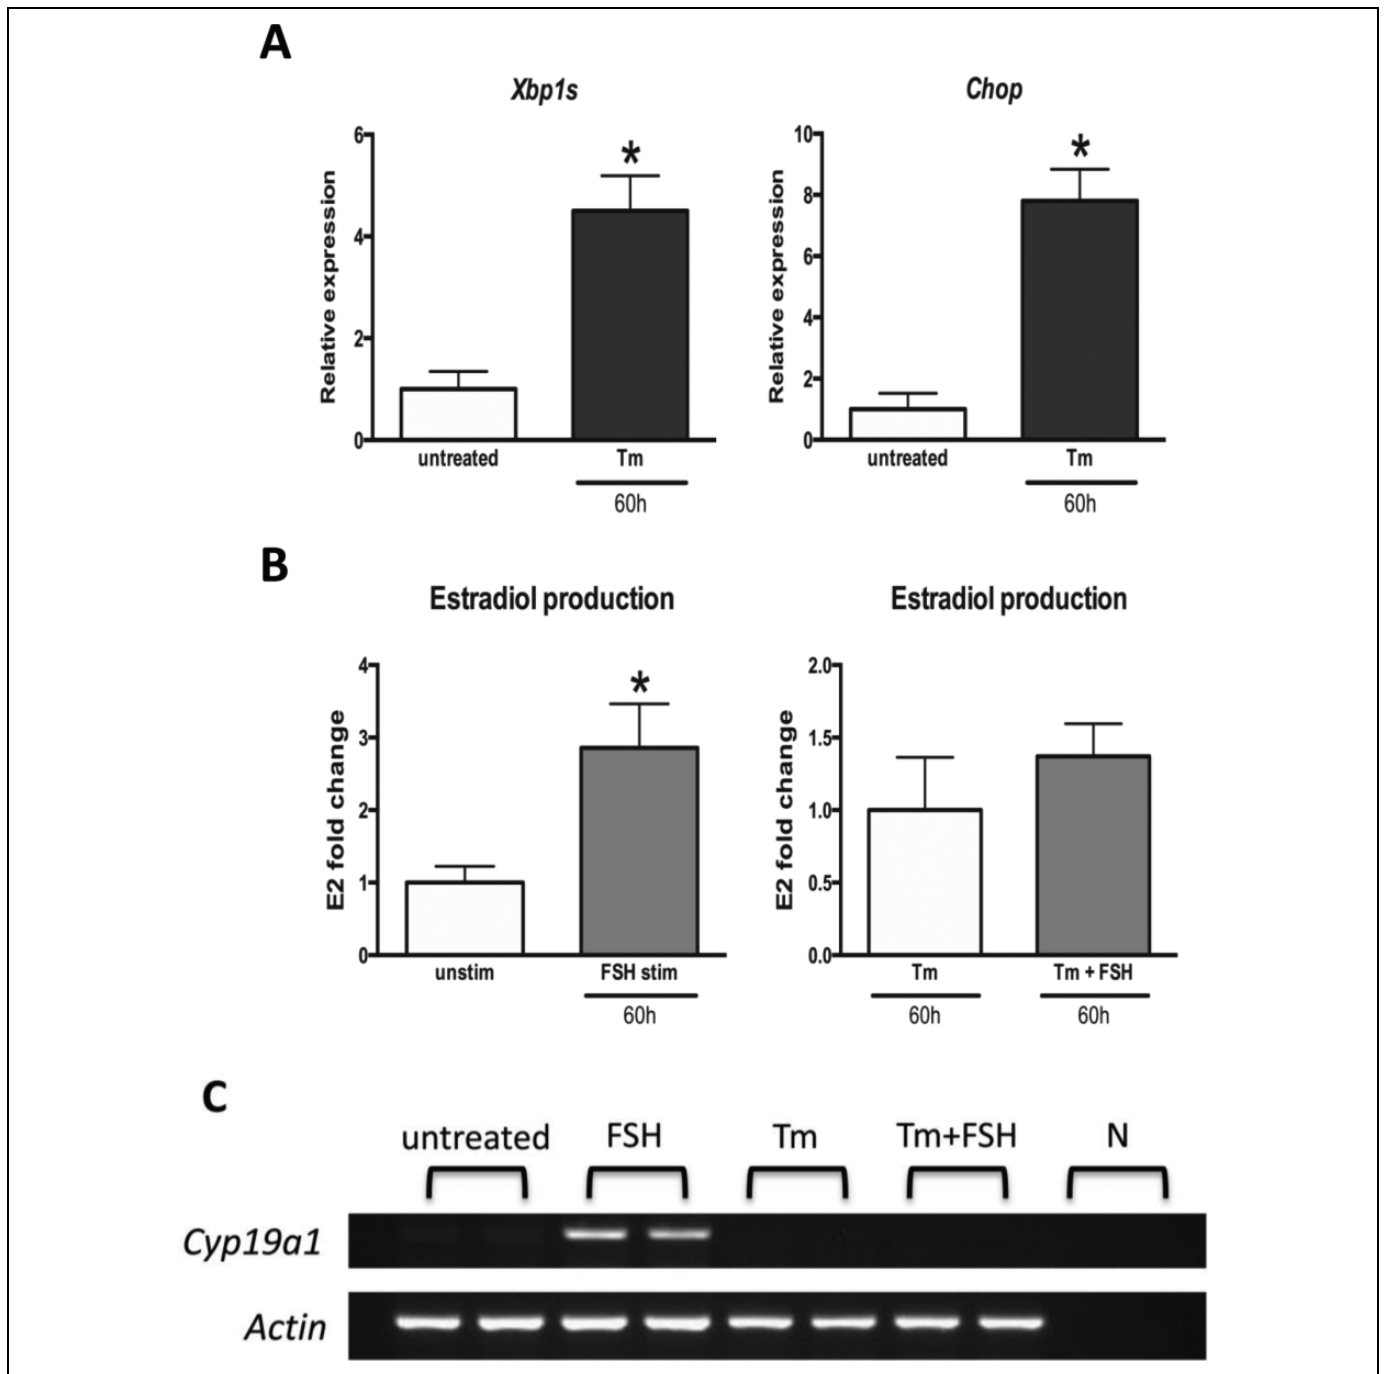 A
Xbp1s
Chop
Relative expression
6
4
2
0
*
untreated
Tm
60h
Relative expression
10
8
6
4
2
0
*
untreated
Tm
60h
B
Estradiol production
Estradiol production
E2 fold change
4
3
2
1
0
*
unstim
FSH stim
60h
E2 fold change
2.0
1.5
1.0
0.5
0.0
Tm
Tm + FSH
60h
60h
C
untreated
FSH
Tm
Tm+FSH
N
Cyp19a1
Actin